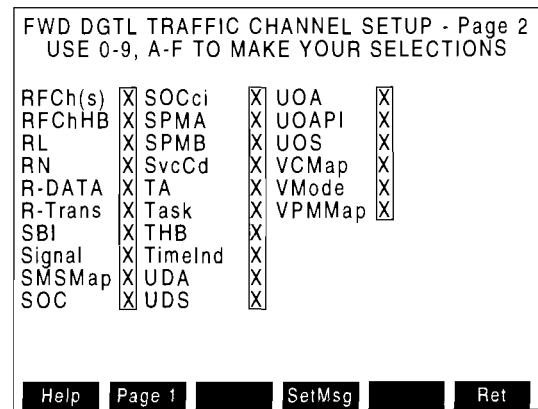 FWD DGTL TRAFFIC CHANNEL SETUP - Page 2
USE 0-9, A-F TO MAKE YOUR SELECTIONS
RFCh(s) X SOCci X UOA X
RFChHB X SPMA X UOAPI X
RL X SPMB X UOS X
RN X SvcCd X VCMap X
R-DATA X TA X VMode X
R-Trans X Task X VPMMap X
SBI X THB X
Signal X TimeInd X
SMSMap X UDA X
SOC X UDS X
Help Page 1 SetMsg Ret